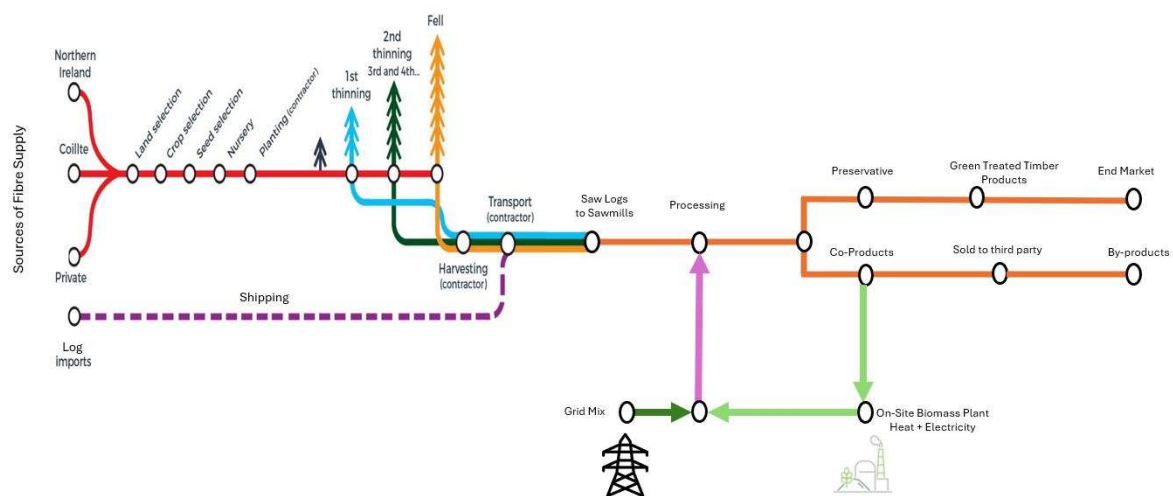 Sources of Fibre Supply
Northern
Ireland
Coillte
Private
Log
imports
Land selection
Crop selection
Seed selection
Nursery
Planting (contractor)
1st
thinning
2nd
thinning
3rd and 4th...
Fell
Shipping
Harvesting
(contractor)
Transport
(contractor)
Saw Logs
to Sawmills
Processing
Preservative
Green Treated Timber
Products
End Market
Co-Products
Sold to third party
By-products
Grid Mix
On-Site Biomass Plant
Heat + Electricity